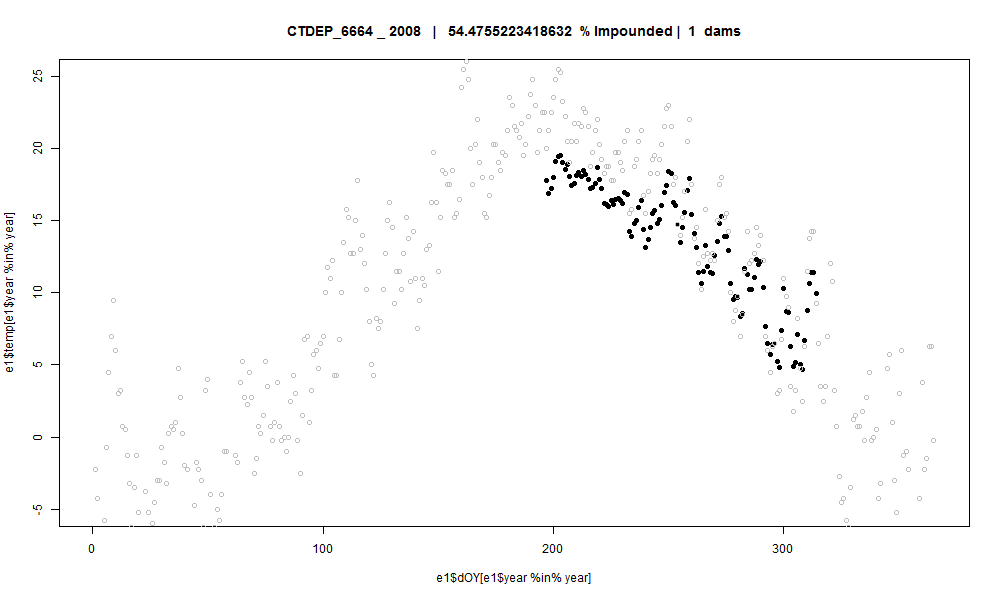 CTDEP_6664 _ 2008 | 54.4755223418632 % Impounded | 1 dams
e1$temp[e1$year %in% year]
25
20
15
10
5
0
-5
0 100 200 300
e1$dOY[e1$year %in% year]